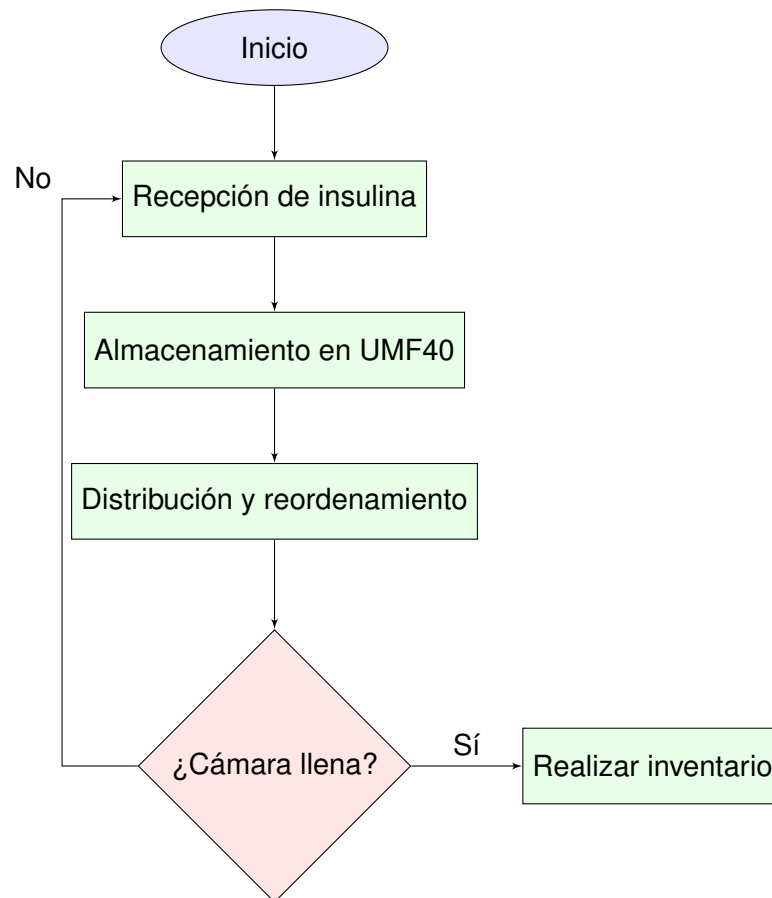 Inicio
No
Recepción de insulina
Almacenamiento en UMF40
Distribución y reordenamiento
¿Cámara llena?
Sí
Realizar inventario